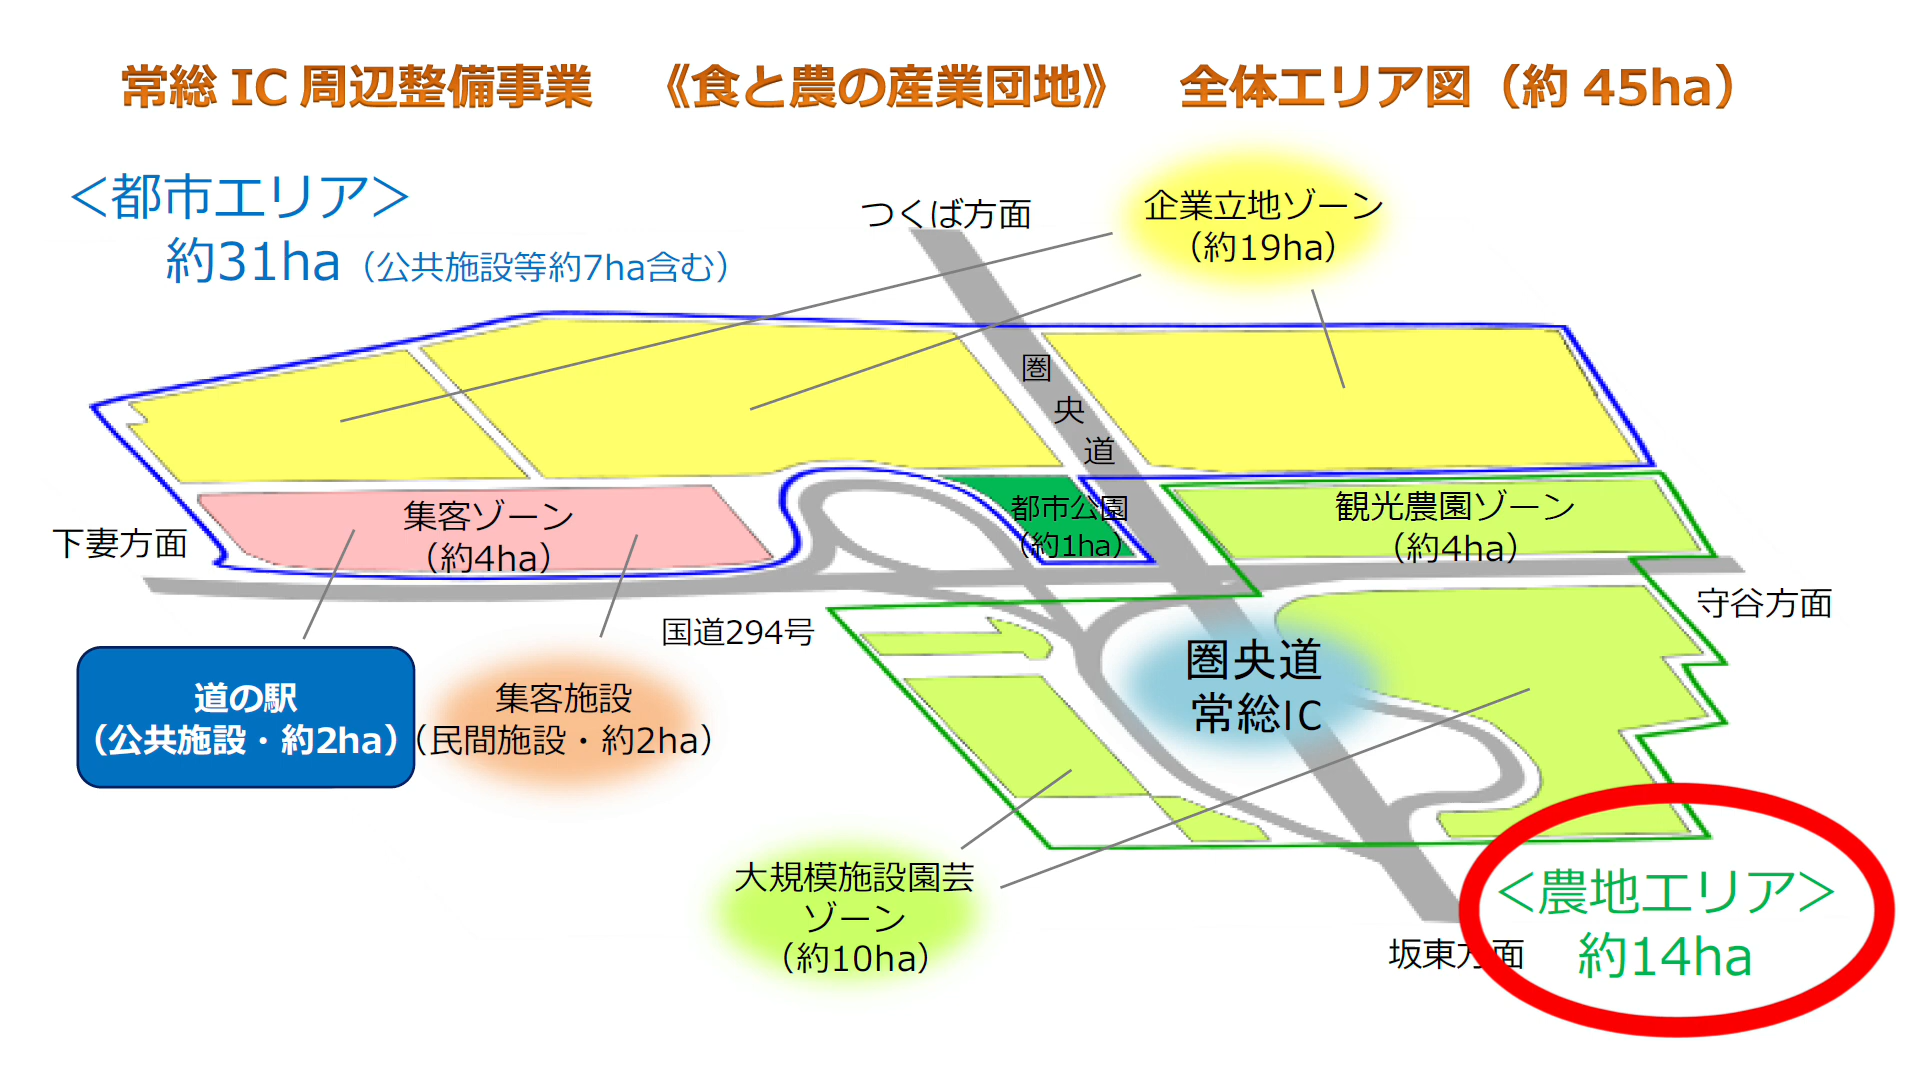 常総IC周辺整備事業　《食と農の産業団地》　全体エリア図（約45ha）
＜都市エリア＞
約31ha（公共施設等約7ha含む）
つくば方面
企業立地ゾーン
（約19ha）
圏央道
都市公園
（約1ha）
集客ゾーン
（約4ha）
観光農園ゾーン
（約4ha）
下妻方面
国道294号
守谷方面
道の駅
（公共施設・約2ha）
集客施設
（民間施設・約2ha）
圏央道
常総IC
大規模施設園芸
ゾーン
（約10ha）
坂東方面
＜農地エリア＞
約14ha